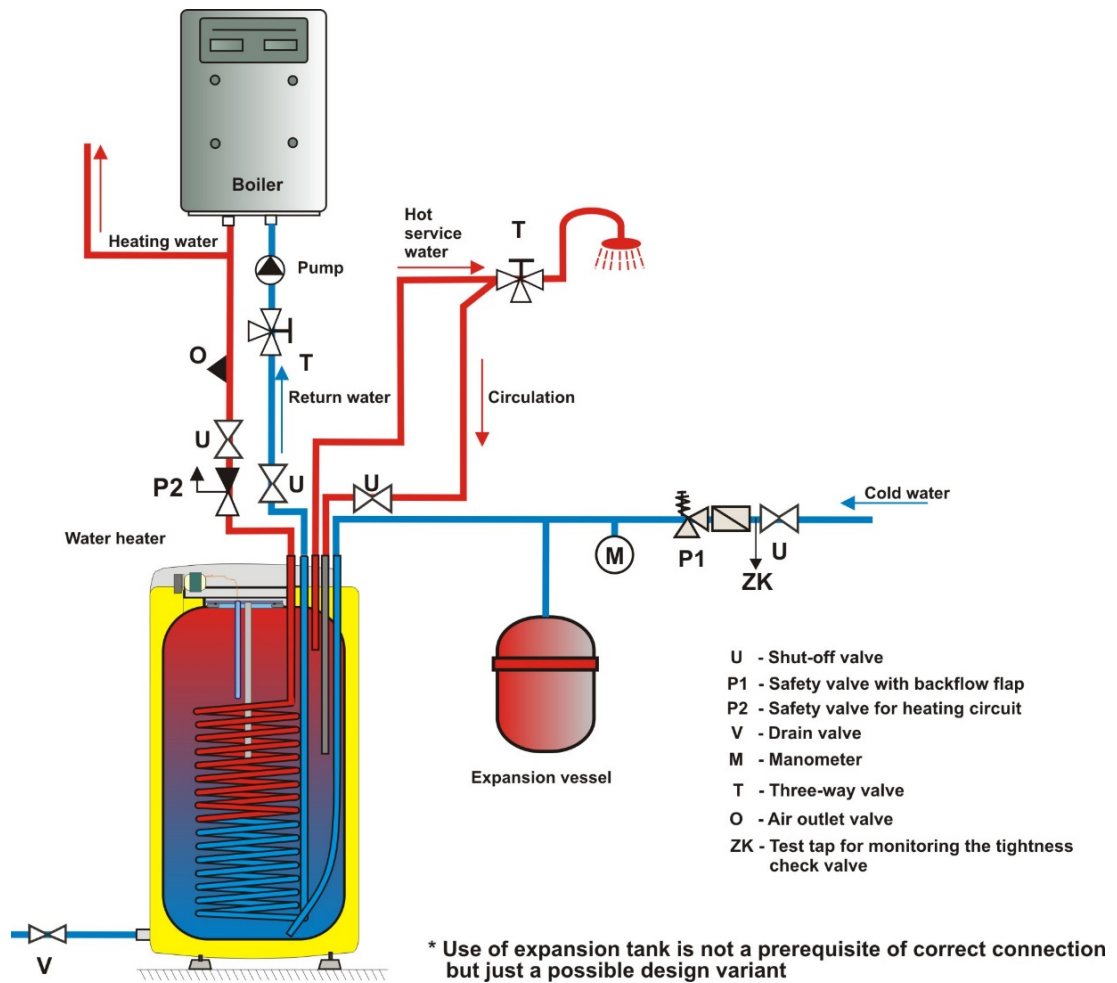 Boiler
Heating water
Hot
service
water
T
Pump
O
T
Return water
Circulation
U
U
U
P2
Cold water
Water heater
M
P1
U
ZK
U - Shut-off valve
P1 - Safety valve with backflow flap
P2 - Safety valve for heating circuit
V - Drain valve
M - Manometer
T - Three-way valve
O - Air outlet valve
ZK - Test tap for monitoring the tightness
check valve
Expansion vessel
V
* Use of expansion tank is not a prerequisite of correct connection
but just a possible design variant